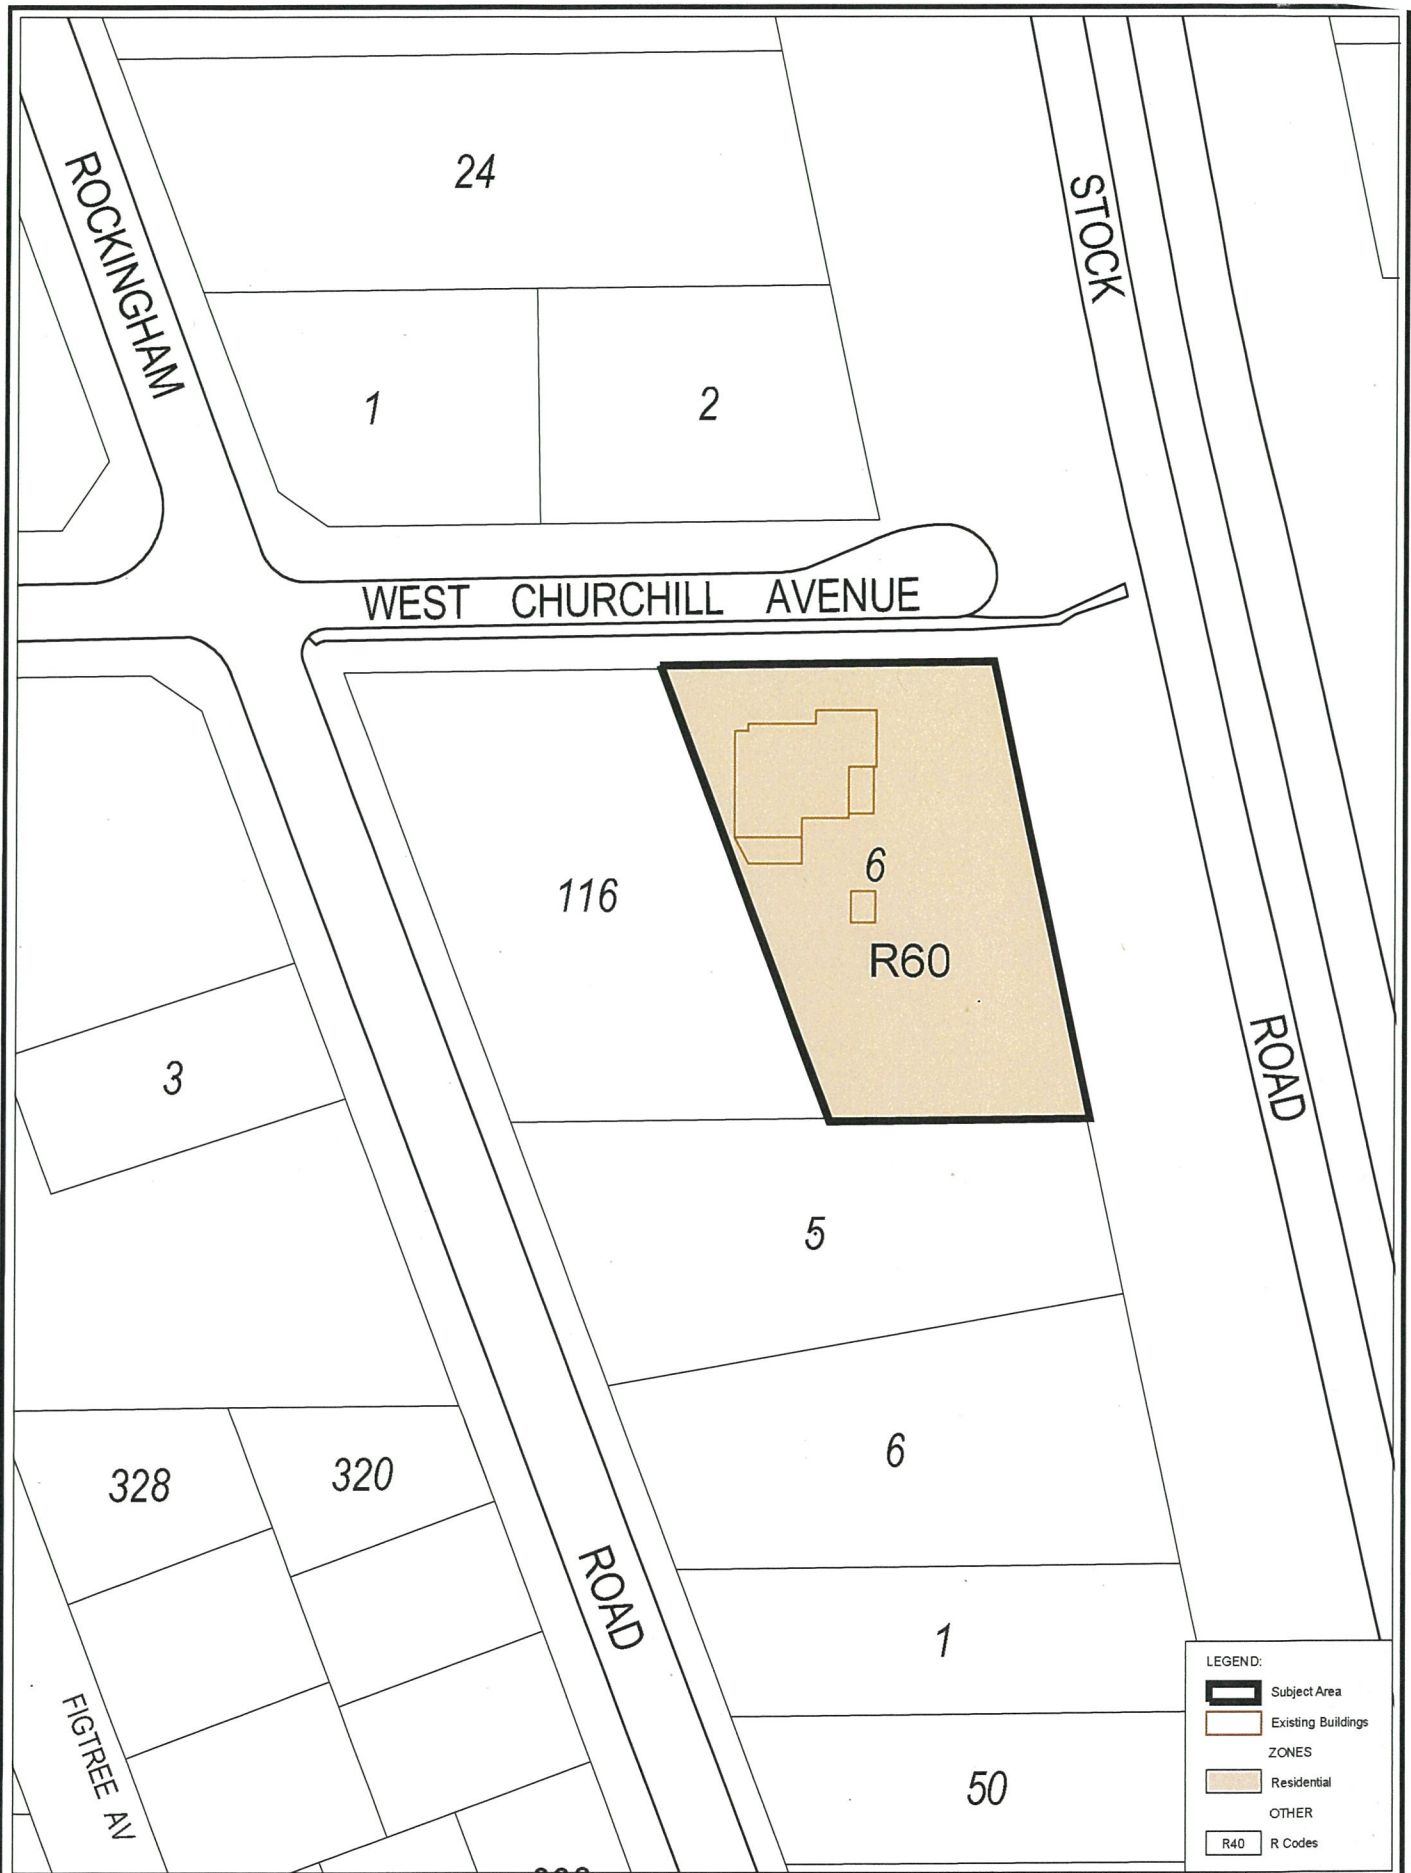 24
ROCKINGHAM
STOCK
1
2
WEST CHURCHILL AVENUE
6
116
R60
3
ROAD
5
6
328
320
ROAD
1
FIGTREE AV
50
LEGEND:
Subject Area
Existing Buildings
ZONES
Residential
OTHER
R40 R Codes